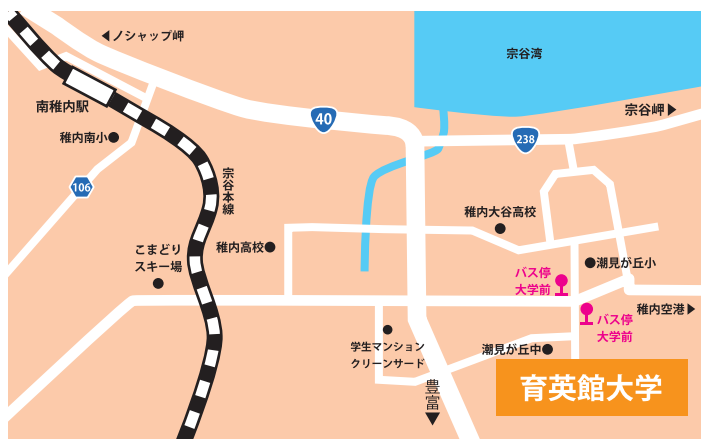 ◀ノシャップ岬
宗谷湾
南稚内駅
40
宗谷岬▶
稚内南小
238
106
宗谷本線
稚内大谷高校
こまどり
スキー場
稚内高校
潮見が丘小
バス停
大学前
稚内空港▶
バス停
大学前
学生マンション
クリーンサード
潮見が丘中
豊富▼
育英館大学